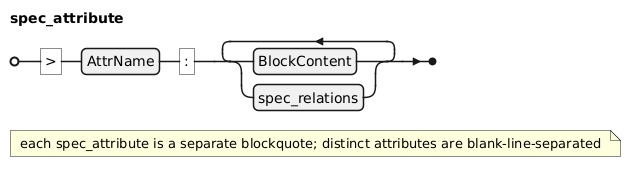 spec_attribute
> AttrName : BlockContent
spec_relations
each spec_attribute is a separate blockquote; distinct attributes are blank-line-separated